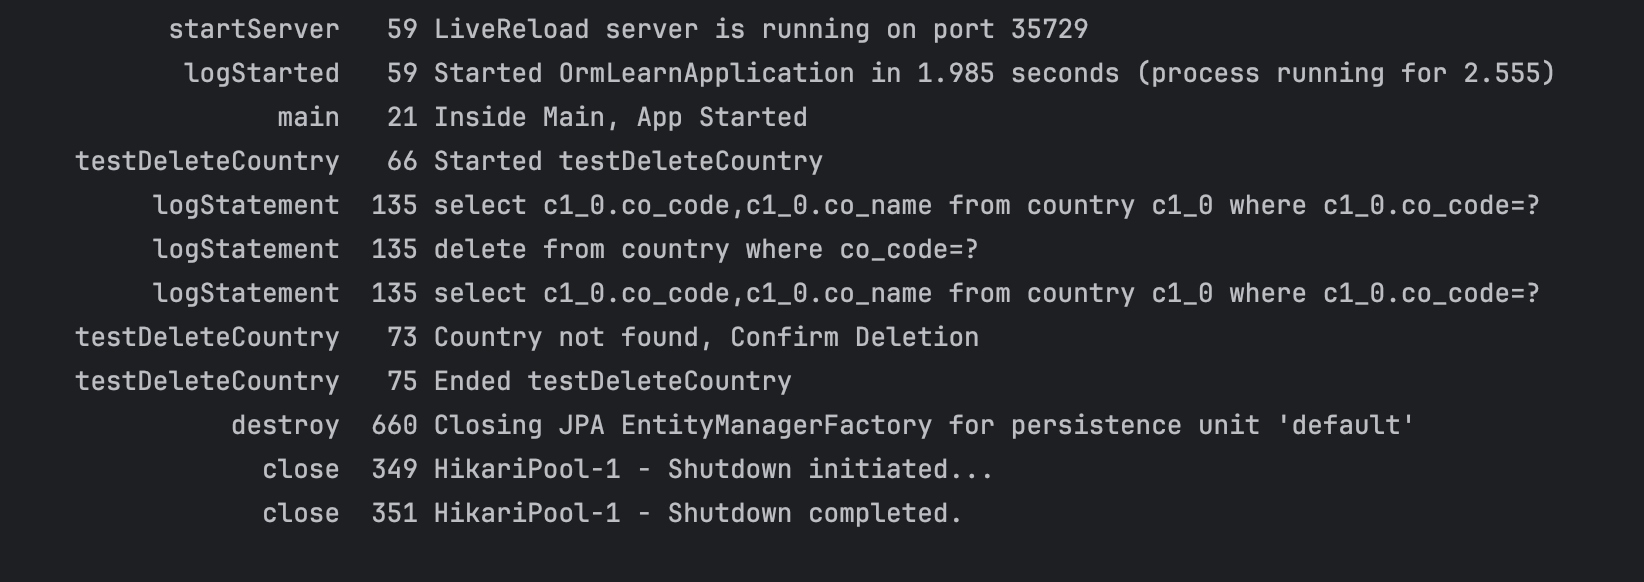 startServer 59 LiveReload server is running on port 35729
logStarted 59 Started OrmLearnApplication in 1.985 seconds (process running for 2.555)
main 21 Inside Main, App Started
testDeleteCountry 66 Started testDeleteCountry
logStatement 135 select c1_0.co_code,c1_0.co_name from country c1_0 where c1_0.co_code=?
logStatement 135 delete from country where co_code=?
logStatement 135 select c1_0.co_code,c1_0.co_name from country c1_0 where c1_0.co_code=?
testDeleteCountry 73 Country not found, Confirm Deletion
testDeleteCountry 75 Ended testDeleteCountry
destroy 660 Closing JPA EntityManagerFactory for persistence unit 'default'
close 349 HikariPool-1 - Shutdown initiated...
close 351 HikariPool-1 - Shutdown completed.